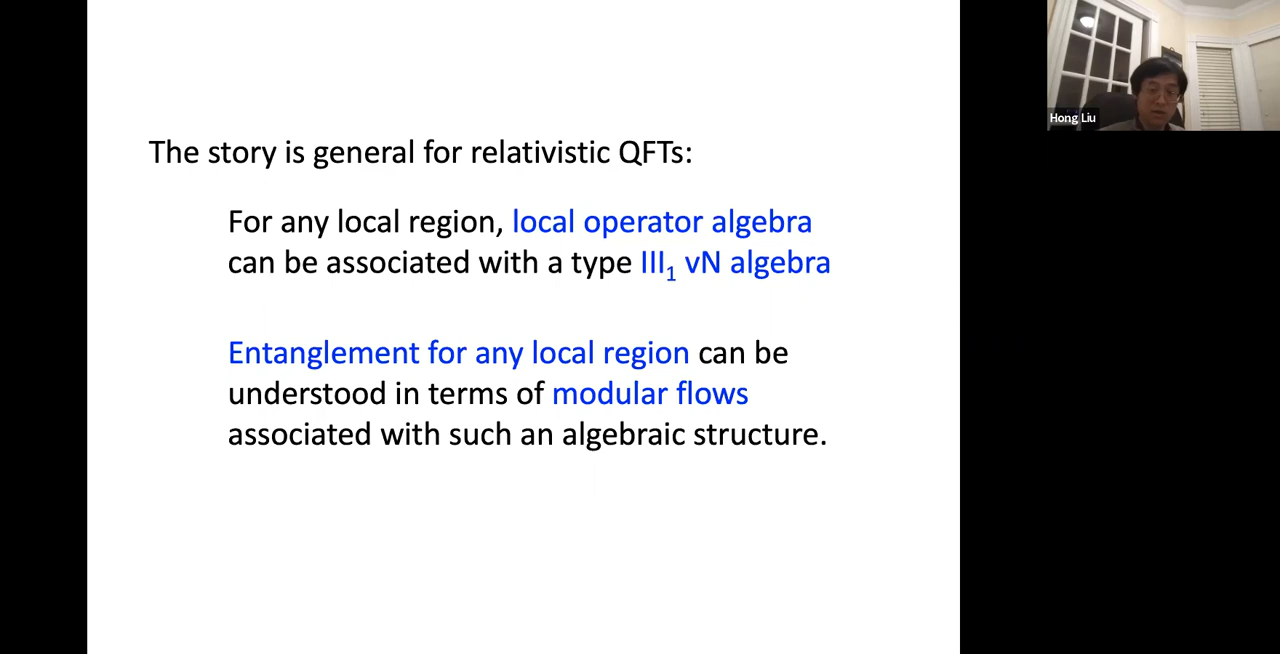 The story is general for relativistic QFTs:
For any local region, local operator algebra
can be associated with a type III₁ vN algebra
Entanglement for any local region can be
understood in terms of modular flows
associated with such an algebraic structure.
Hong Liu